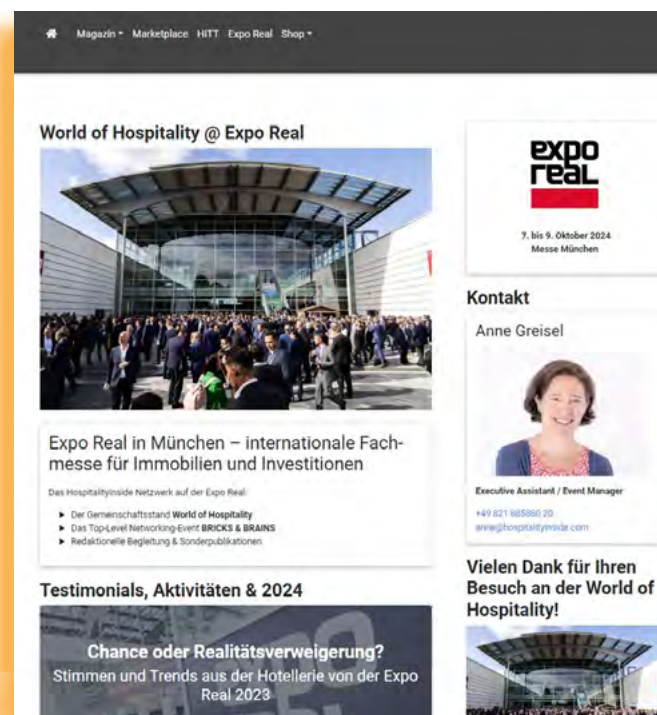 Magazin Marketplace HITT Expo Real Shop
World of Hospitality @ Expo Real
Expo Real in München – internationale Fach-
messe für Immobilien und Investitionen
Das HospitalityInside Netzwerk auf der Expo Real:
Der Gemeinschaftsstand World of Hospitality
Das Top-Level Networking-Event BRICKS & BRAINS
Redaktionelle Begleitung & Sonderpublikationen
Testimonials, Aktivitäten & 2024
Chance oder Realitätsverweigerung?
Stimmen und Trends aus der Hotellerie von der Expo
Real 2023
EXPO
REAL
7. bis 9. Oktober 2024
Messe München
Kontakt
Anne Greisel
Executive Assistant / Event Manager
+49 821 885880 20
anne@hospitalityinside.com
Vielen Dank für Ihren
Besuch an der World of
Hospitality!